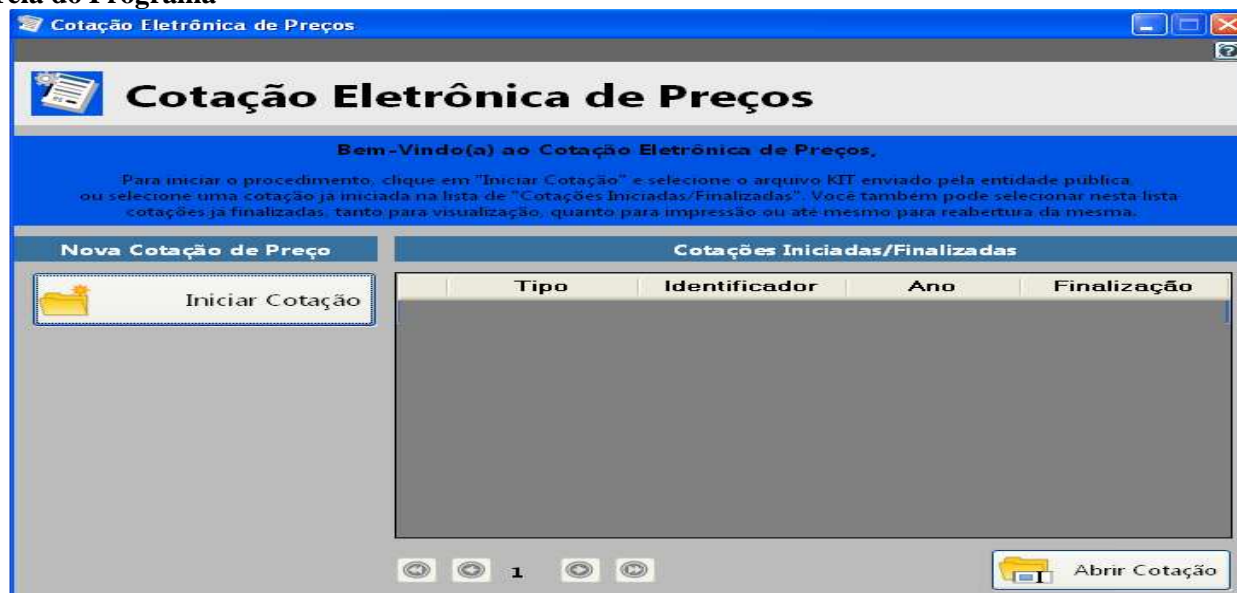 do Programa
Cotação Eletrônica de Preços
Cotação Eletrônica de Preços
Bem-Vindo(a) ao Cotação Eletrônica de Preços,
Para iniciar o procedimento, clique em "Iniciar Cotação" e selecione o arquivo KIT enviado pela entidade pública,
ou selecione uma cotação já iniciada na lista de "Cotações Iniciadas/Finalizadas". Você também pode selecionar nesta lista
cotações já finalizadas, tanto para visualização, quanto para impressão ou até mesmo para reabertura da mesma.
Nova Cotação de Preço
Cotações Iniciadas/Finalizadas
Iniciar Cotação
Tipo Identificador Ano Finalização
1
Abrir Cotação